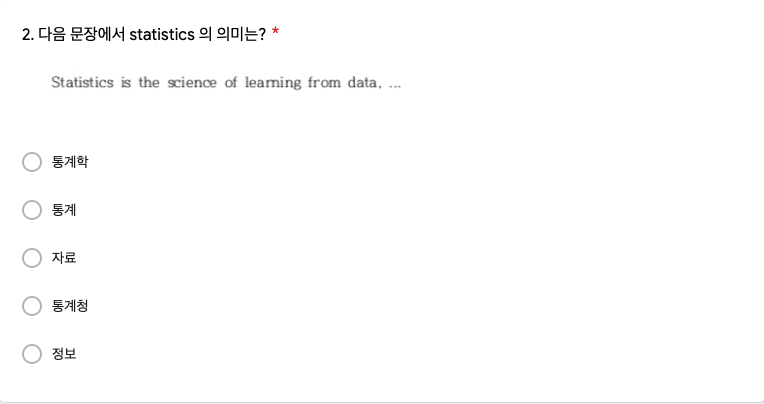 2. 다음 문장에서 statistics 의 의미는? *
Statistics is the science of learning from data, ...
통계학
통계
자료
통계청
정보